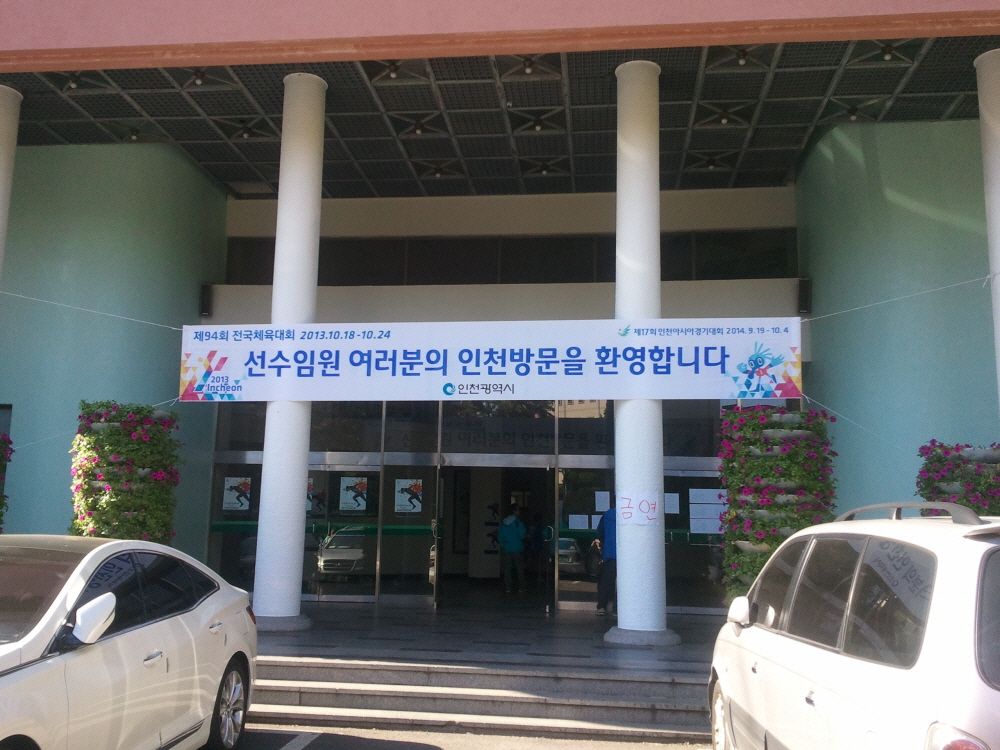 제94회 전국체육대회 2013.10.18-10.24
제17회 인천아시아경기대회 2014.9.19-10.4
선수임원 여러분의 인천방문을 환영합니다
2013
Incheon
인천광역시
금연